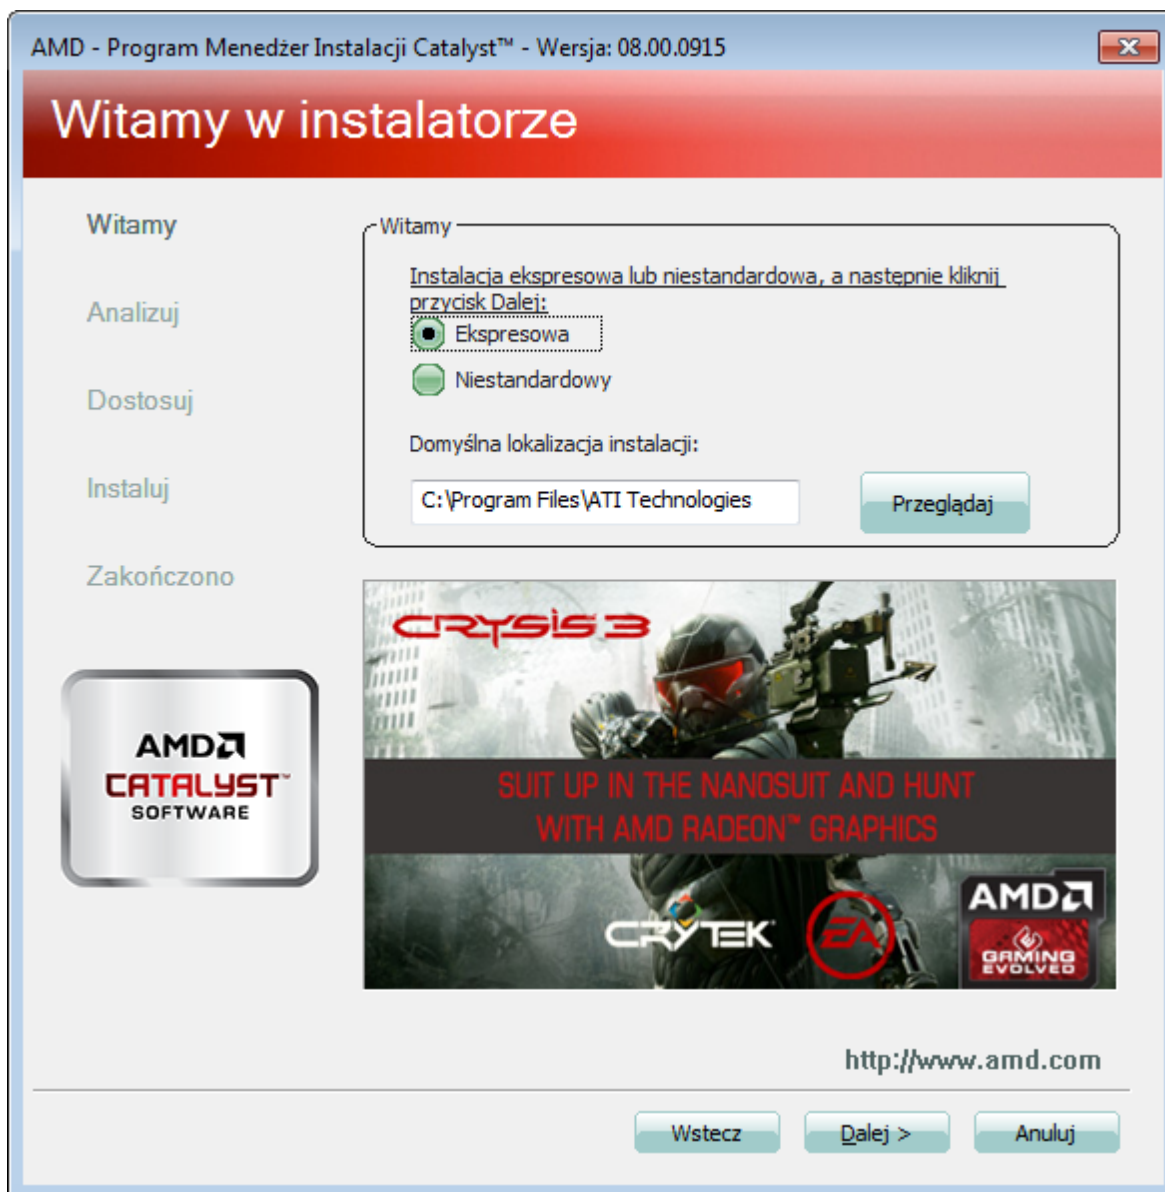 AMD - Program Menedżer Instalacji Catalyst™ - Wersja: 08.00.0915
Witamy w instalatorze
Witamy
Analizuj
Dostosuj
Instaluj
Zakończono
Witamy
Instalacja ekspresowa lub niestandardowa, a następnie kliknij
przycisk Dalej:
Ekspresowa
Niestandardowy
Domyślna lokalizacja instalacji:
C:\Program Files\ATI Technologies
Przeglądaj
AMD
CATALYST™
SOFTWARE
CRYSIS 3
SUIT UP IN THE NANOSUIT AND HUNT
WITH AMD RADEON™ GRAPHICS
CRYTEK
EA
AMD
GAMING
EVOLVED
http://www.amd.com
Wstecz
Dalej >
Anuluj